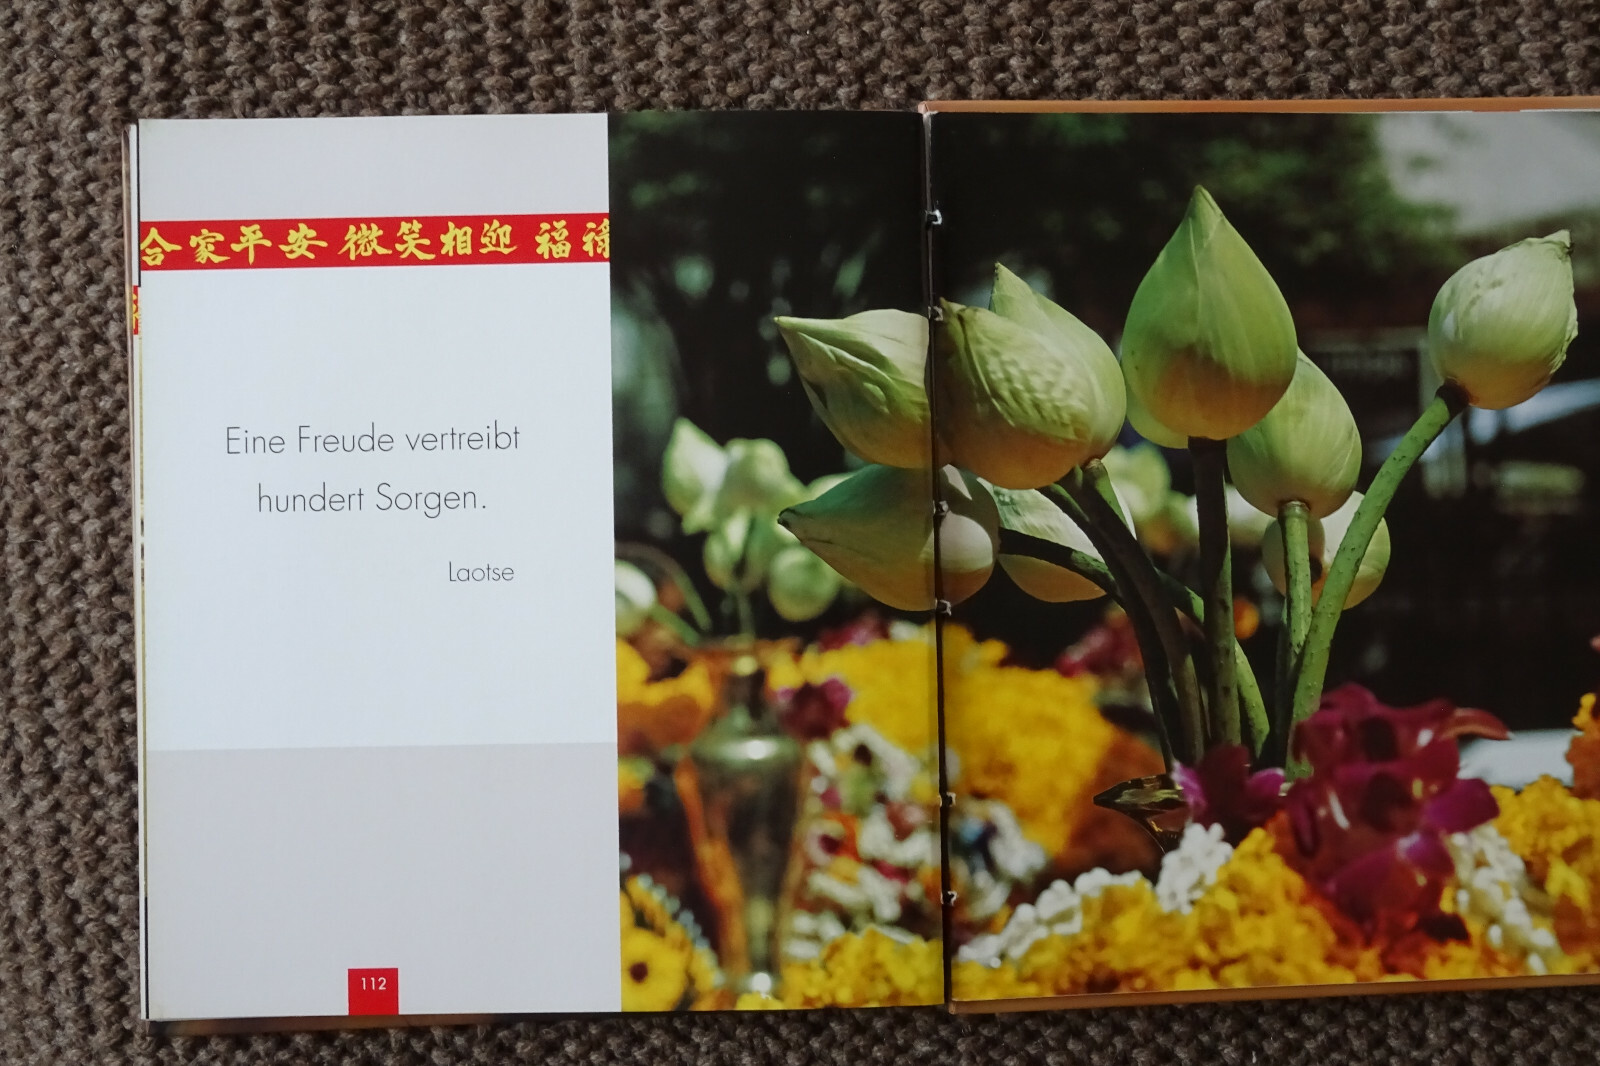 合家平安 微笑相迎 福禄
Eine Freude vertreibt
hundert Sorgen.
Laotse
112